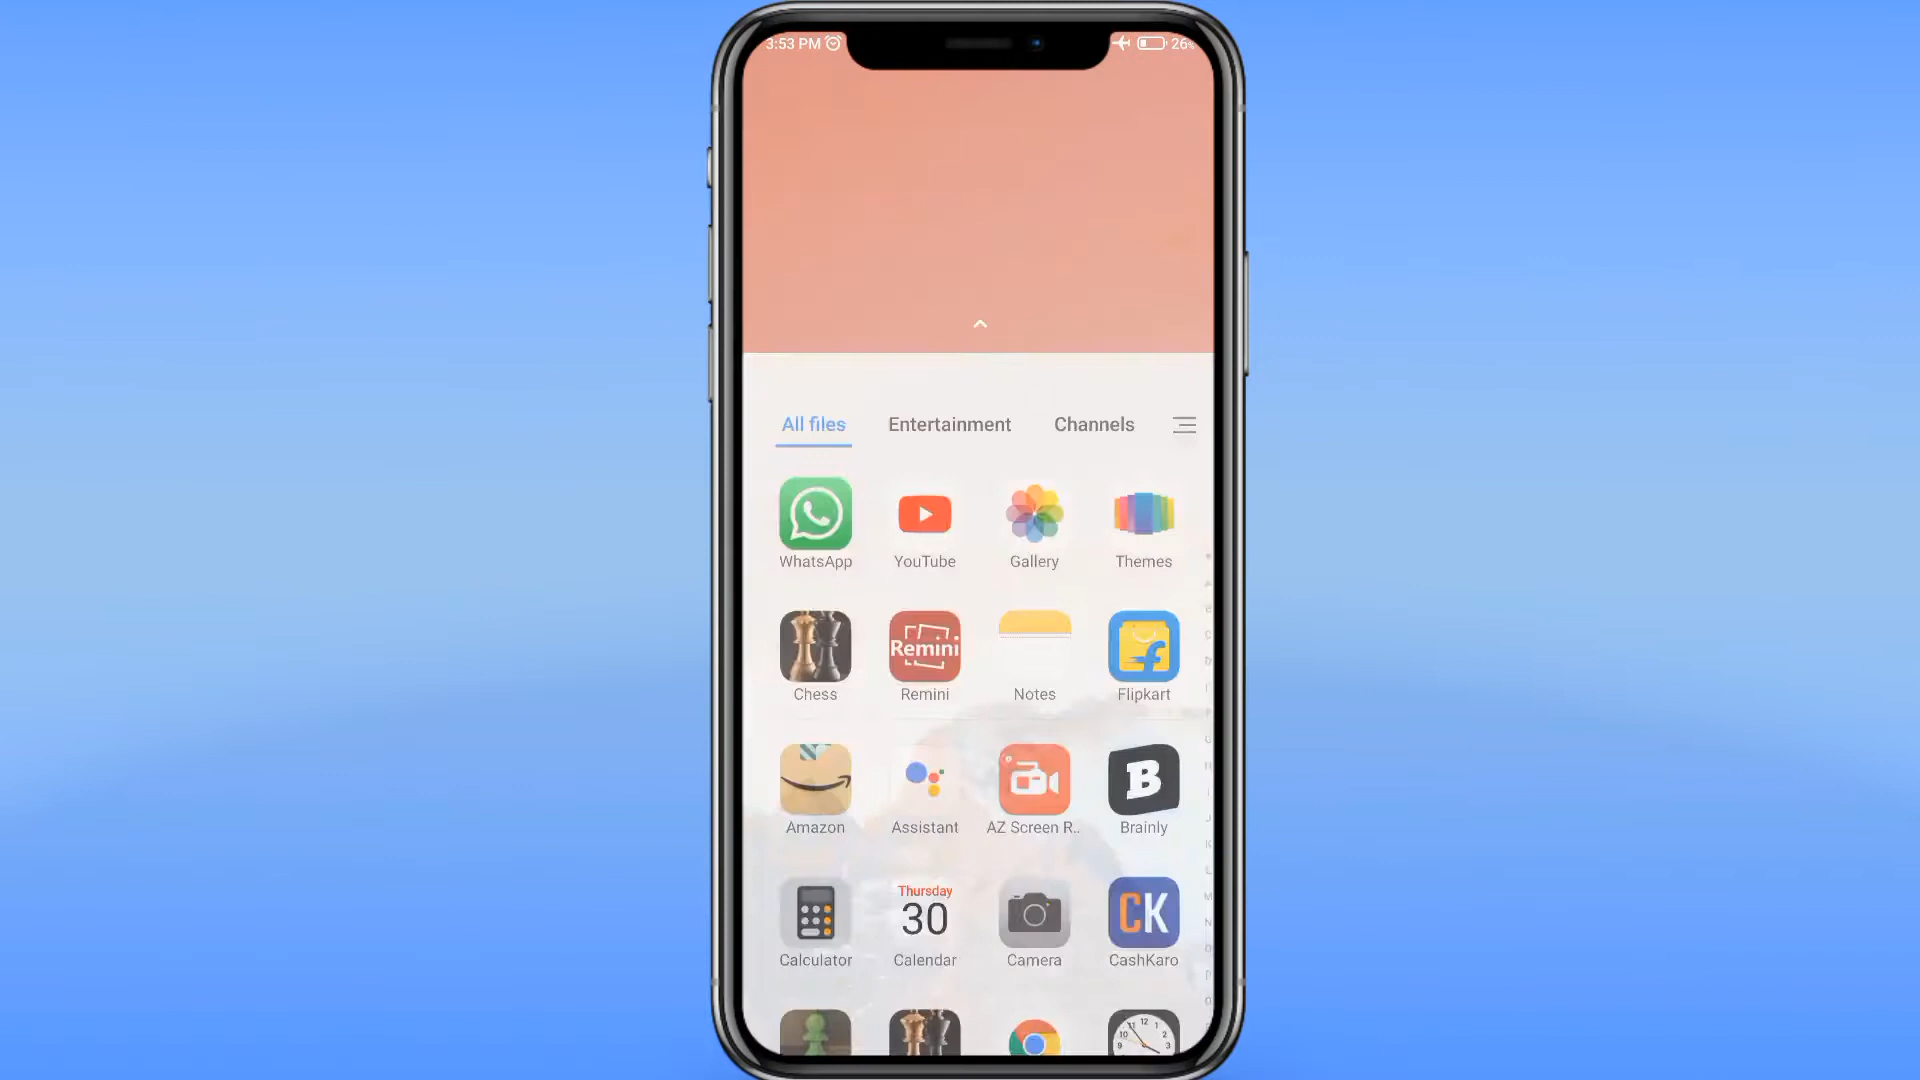 3:53 PM 26%
All files Entertainment Channels
WhatsApp YouTube Gallery Themes
Remini
Chess Remini Notes Flipkart
B
Amazon Assistant AZ Screen R.. Brainly
Thursday
30
CK
Calculator Calendar Camera CashKaro